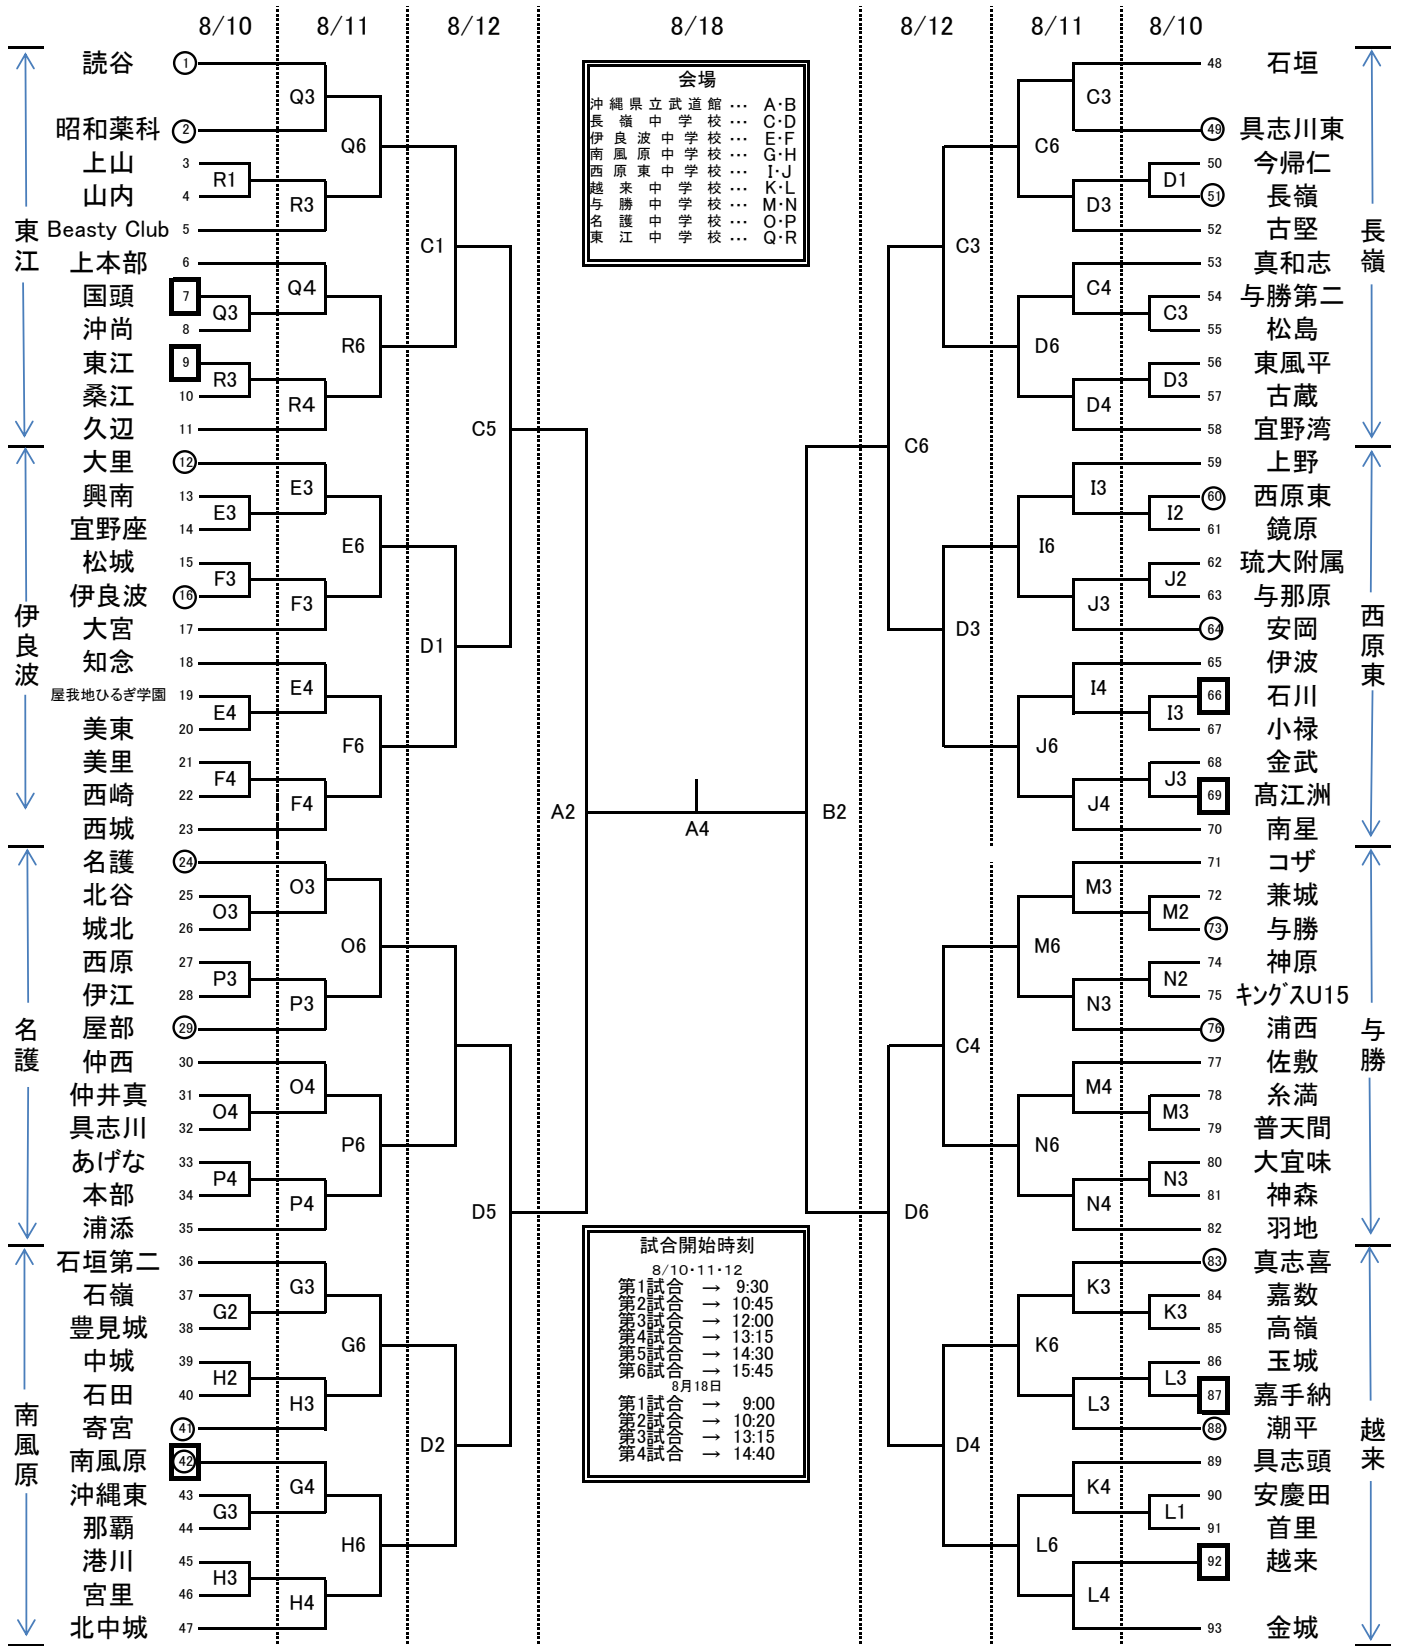 8/10 8/11 8/12 8/18 8/12 8/11 8/10
東江
読谷 1
昭和薬科 2
上山 3
山内 4
Beasty Club 5
上本部 6
国頭 7
沖尚 8
東江 9
桑江 10
久辺 11
伊良波
大里 12
興南 13
宜野座 14
松城 15
伊良波 16
大宮 17
知念 18
屋我地ひるぎ学園 19
美東 20
美里 21
西崎 22
西城 23
名護
名護 24
北谷 25
城北 26
西原 27
伊江 28
屋部 29
仲西 30
仲井真 31
具志川 32
あげな 33
本部 34
浦添 35
南風原
石垣第二 36
石嶺 37
豊見城 38
中城 39
石田 40
寄宮 41
南風原 42
沖縄東 43
那覇 44
港川 45
宮里 46
北中城 47
R1
Q3
R3
E3
F3
E4
F4
O3
P3
O4
P4
G2
H2
G3
H3
Q3
R3
Q4
R4
E3
F3
E4
F4
O3
P3
O4
P4
G3
H3
G4
H4
Q6
R6
E6
F6
O6
P6
G6
H6
C1
D1
D2
C5
D5
A2
会場
沖縄県立武道館 … A・B
長嶺中学校 … C・D
伊良波中学校 … E・F
南風原中学校 … G・H
西原東中学校 … I・J
越来中学校 … K・L
与勝中学校 … M・N
名護中学校 … O・P
東江中学校 … Q・R
A4
試合開始時刻
8/10・11・12
第1試合 → 9:30
第2試合 → 10:45
第3試合 → 12:00
第4試合 → 13:15
第5試合 → 14:30
第6試合 → 15:45
8月18日
第1試合 → 9:00
第2試合 → 10:20
第3試合 → 13:15
第4試合 → 14:40
B2
C6
D6
C3
D3
C4
D4
C6
D6
I6
J6
M6
N6
K6
L6
C3
D3
C4
D4
I3
J3
I4
J4
M3
N3
M4
N4
K3
L3
K4
L4
D1
C3
D3
I2
J2
I3
J3
M2
N2
M3
N3
K3
L3
L1
長嶺
48 石垣
49 具志川東
50 今帰仁
51 長嶺
52 古堅
53 真和志
54 与勝第二
55 松島
56 東風平
57 古蔵
58 宜野湾
西原東
59 上野
60 西原東
61 鏡原
62 琉大附属
63 与那原
64 安岡
65 伊波
66 石川
67 小禄
68 金武
69 髙江洲
70 南星
与勝
71 コザ
72 兼城
73 与勝
74 神原
75 ｷﾝｸﾞｽU15
76 浦西
77 佐敷
78 糸満
79 普天間
80 大宜味
81 神森
82 羽地
越来
83 真志喜
84 嘉数
85 高嶺
86 玉城
87 嘉手納
88 潮平
89 具志頭
90 安慶田
91 首里
92 越来
93 金城